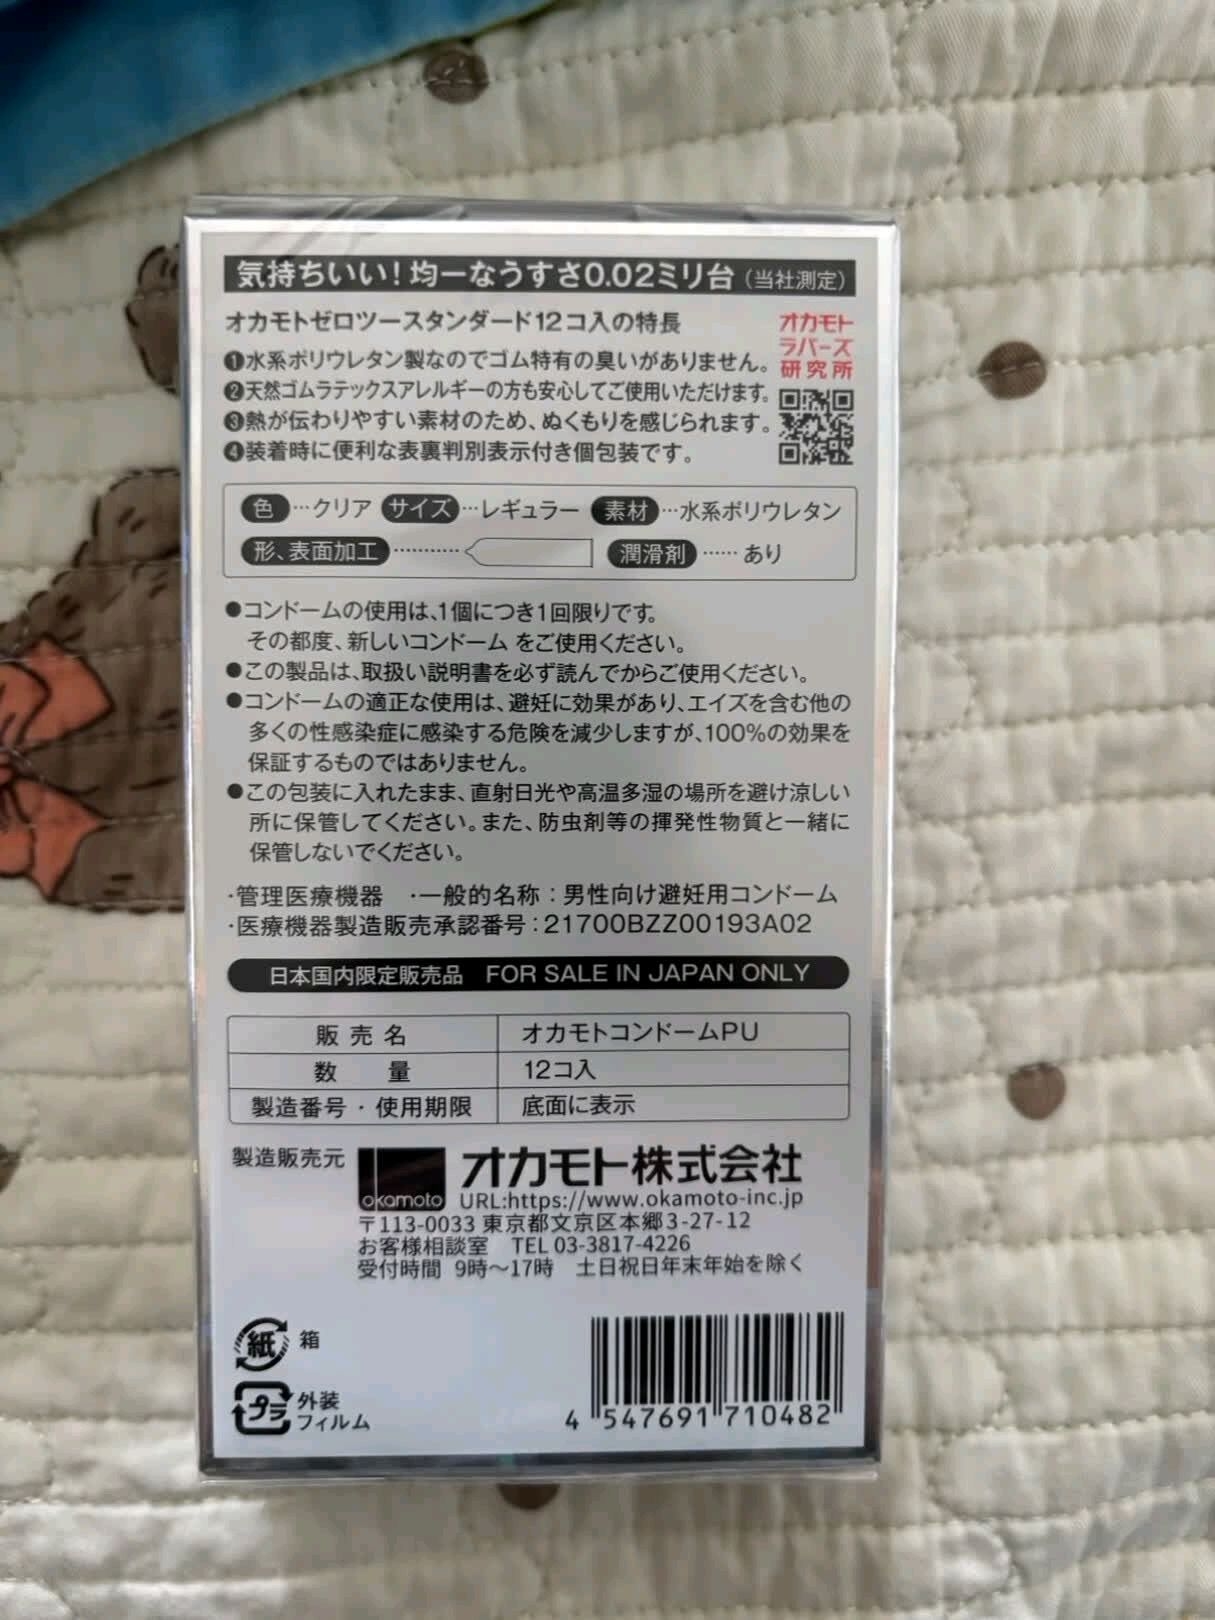 気持ちいい！均一なうすさ0.02ミリ台（当社測定）
オカモトゼロツースタンダード12コ入の特長
❶水系ポリウレタン製なのでゴム特有の臭いがありません。
❷天然ゴムラテックスアレルギーの方も安心してご使用いただけます。
❸熱が伝わりやすい素材のため、ぬくもりを感じられます。
❹装着時に便利な表裏判別表示付き個包装です。
オカモト
ラバーズ
研究所
色…クリア サイズ…レギュラー 素材…水系ポリウレタン
形、表面加工………… 潤滑剤……あり
●コンドームの使用は、1個につき1回限りです。
その都度、新しいコンドームをご使用ください。
●この製品は、取扱い説明書を必ず読んでからご使用ください。
●コンドームの適正な使用は、避妊に効果があり、エイズを含む他の
多くの性感染症に感染する危険を減少しますが、100％の効果を
保証するものではありません。
●この包装に入れたまま、直射日光や高温多湿の場所を避け涼しい
所に保管してください。また、防虫剤等の揮発性物質と一緒に
保管しないでください。
・管理医療機器 ・一般的名称：男性向け避妊用コンドーム
・医療機器製造販売承認番号：21700BZZ00193A02
日本国内限定販売品 FOR SALE IN JAPAN ONLY
販売名 オカモトコンドームPU
数量 12コ入
製造番号・使用期限 底面に表示
製造販売元 okamoto オカモト株式会社
URL:https://www.okamoto-inc.jp
〒113-0033 東京都文京区本郷3-27-12
お客様相談室 TEL 03-3817-4226
受付時間 9時〜17時 土日祝日年末年始を除く
紙 箱
プラ 外装
フィルム
4 547691 710482